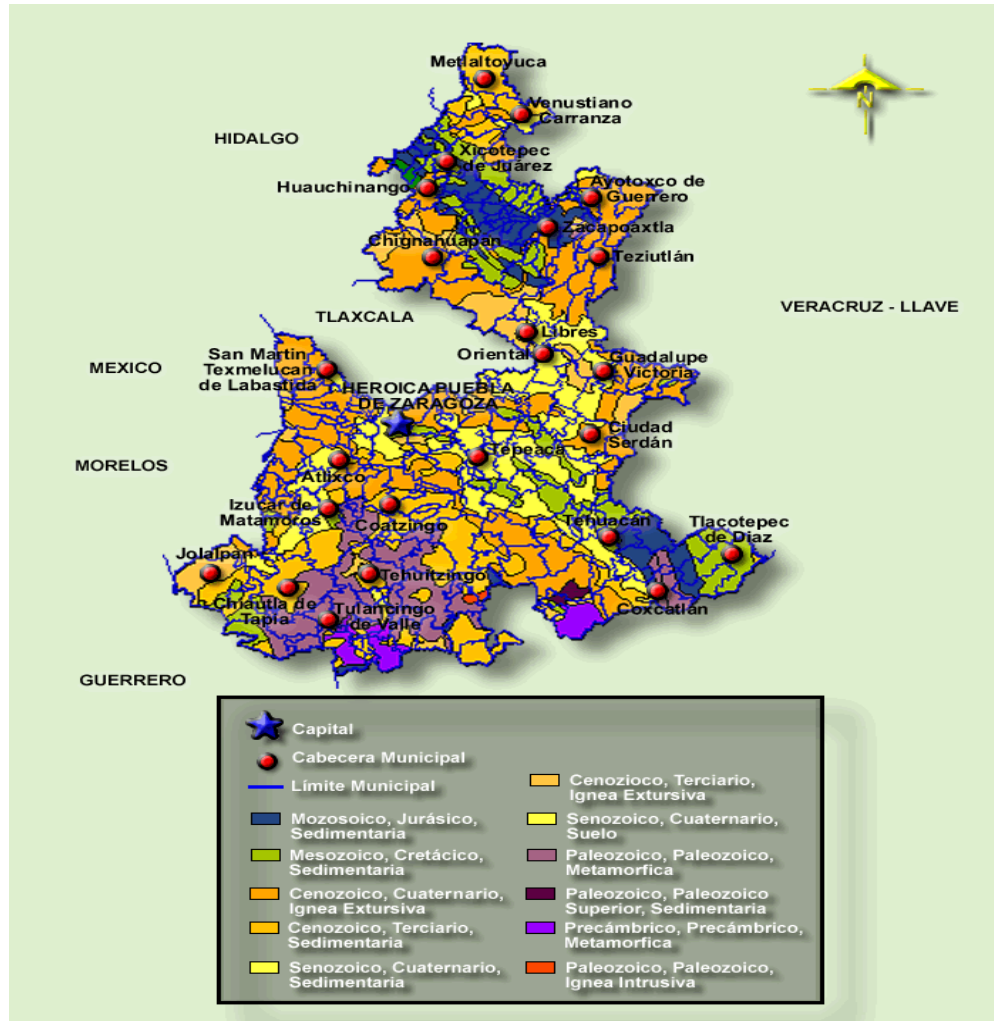 Metlaltoyuca
Venustiano
Carranza
HIDALGO
Xicotepec
de Juárez
Huauchinango
Ayotoxco de
Guerrero
Zacapoaxtla
Chignahuapan
Teziutlán
VERACRUZ - LLAVE
TLAXCALA
Libres
Oriental
Guadalupe
Victoria
MEXICO
San Martin
Texmelucan
de Labastida
HEROICA PUEBLA
DE ZARAGOZA
Ciudad
Serdán
Tepeaca
MORELOS
Atlixco
Izucar de
Matamoros
Coatzingo
Tehuacán
Tlacotepec
de Diaz
Jolalpan
Tehuitzingo
Chiautla de
Tapia
Tulancingo
de Valle
Coxcatlán
GUERRERO
N
Capital
Cabecera Municipal
Límite Municipal
Mozosoico, Jurásico,
Sedimentaria
Mesozoico, Cretácico,
Sedimentaria
Cenozoico, Cuaternario,
Ignea Extursiva
Cenozoico, Terciario,
Sedimentaria
Senozoico, Cuaternario,
Sedimentaria
Cenozioco, Terciario,
Ignea Extursiva
Senozoico, Cuaternario,
Suelo
Paleozoico, Paleozoico,
Metamorfica
Paleozoico, Paleozoico
Superior, Sedimentaria
Precámbrico, Precámbrico,
Metamorfica
Paleozoico, Paleozoico,
Ignea Intrusiva